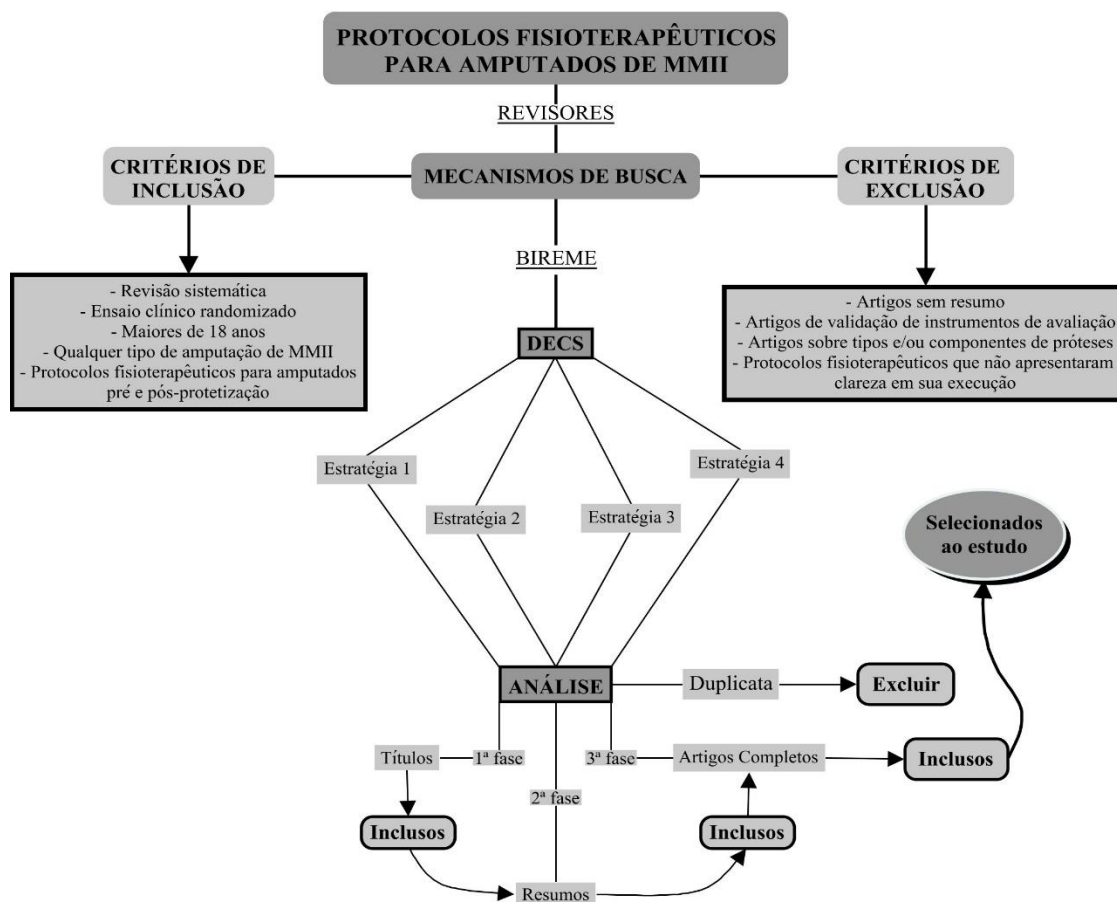 PROTOCOLOS FISIOTERAPÊUTICOS
PARA AMPUTADOS DE MMII
REVISORES
CRITÉRIOS DE
INCLUSÃO
MECANISMOS DE BUSCA
CRITÉRIOS DE
EXCLUSÃO
BIREME
- Revisão sistemática
- Ensaio clínico randomizado
- Maiores de 18 anos
- Qualquer tipo de amputação de MMII
- Protocolos fisioterapêuticos para amputados
pré e pós-protetização
- Artigos sem resumo
- Artigos de validação de instrumentos de avaliação
- Artigos sobre tipos e/ou componentes de próteses
- Protocolos fisioterapêuticos que não apresentaram
clareza em sua execução
DECS
Estratégia 1
Estratégia 2
Estratégia 3
Estratégia 4
Selecionados
ao estudo
ANÁLISE
Duplicata
Excluir
Títulos
1ª fase
2ª fase
3ª fase
Artigos Completos
Inclusos
Inclusos
Inclusos
Resumos